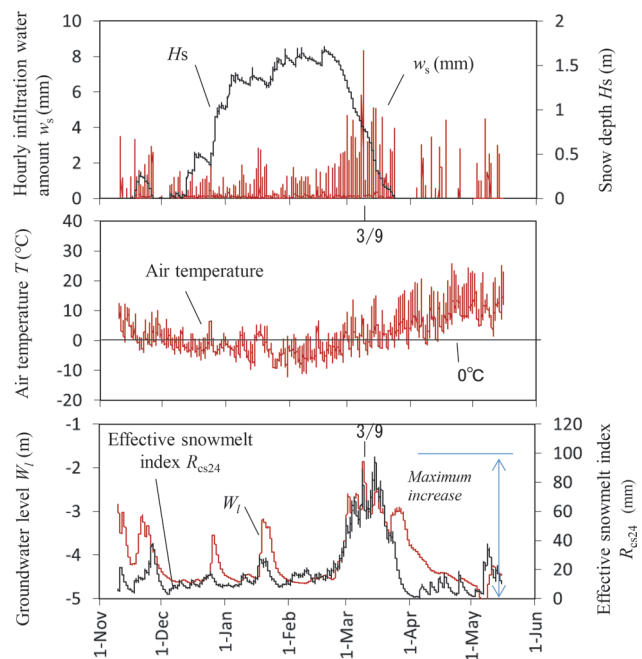 Hourly infiltration water
amount ws (mm)
10
8
6
4
2
0
Hs
ws (mm)
2
1.5
1
0.5
0
Snow depth Hs (m)
3/9
Air temperature T (°C)
40
30
20
10
0
-10
-20
Air temperature
0°C
Groundwater level Wl (m)
-1
-2
-3
-4
-5
3/9
Effective snowmelt
index Rcs24
Wl
Maximum
increase
120
100
80
60
40
20
0
Effective snowmelt index
Rcs24 (mm)
1-Nov
1-Dec
1-Jan
1-Feb
1-Mar
1-Apr
1-May
1-Jun